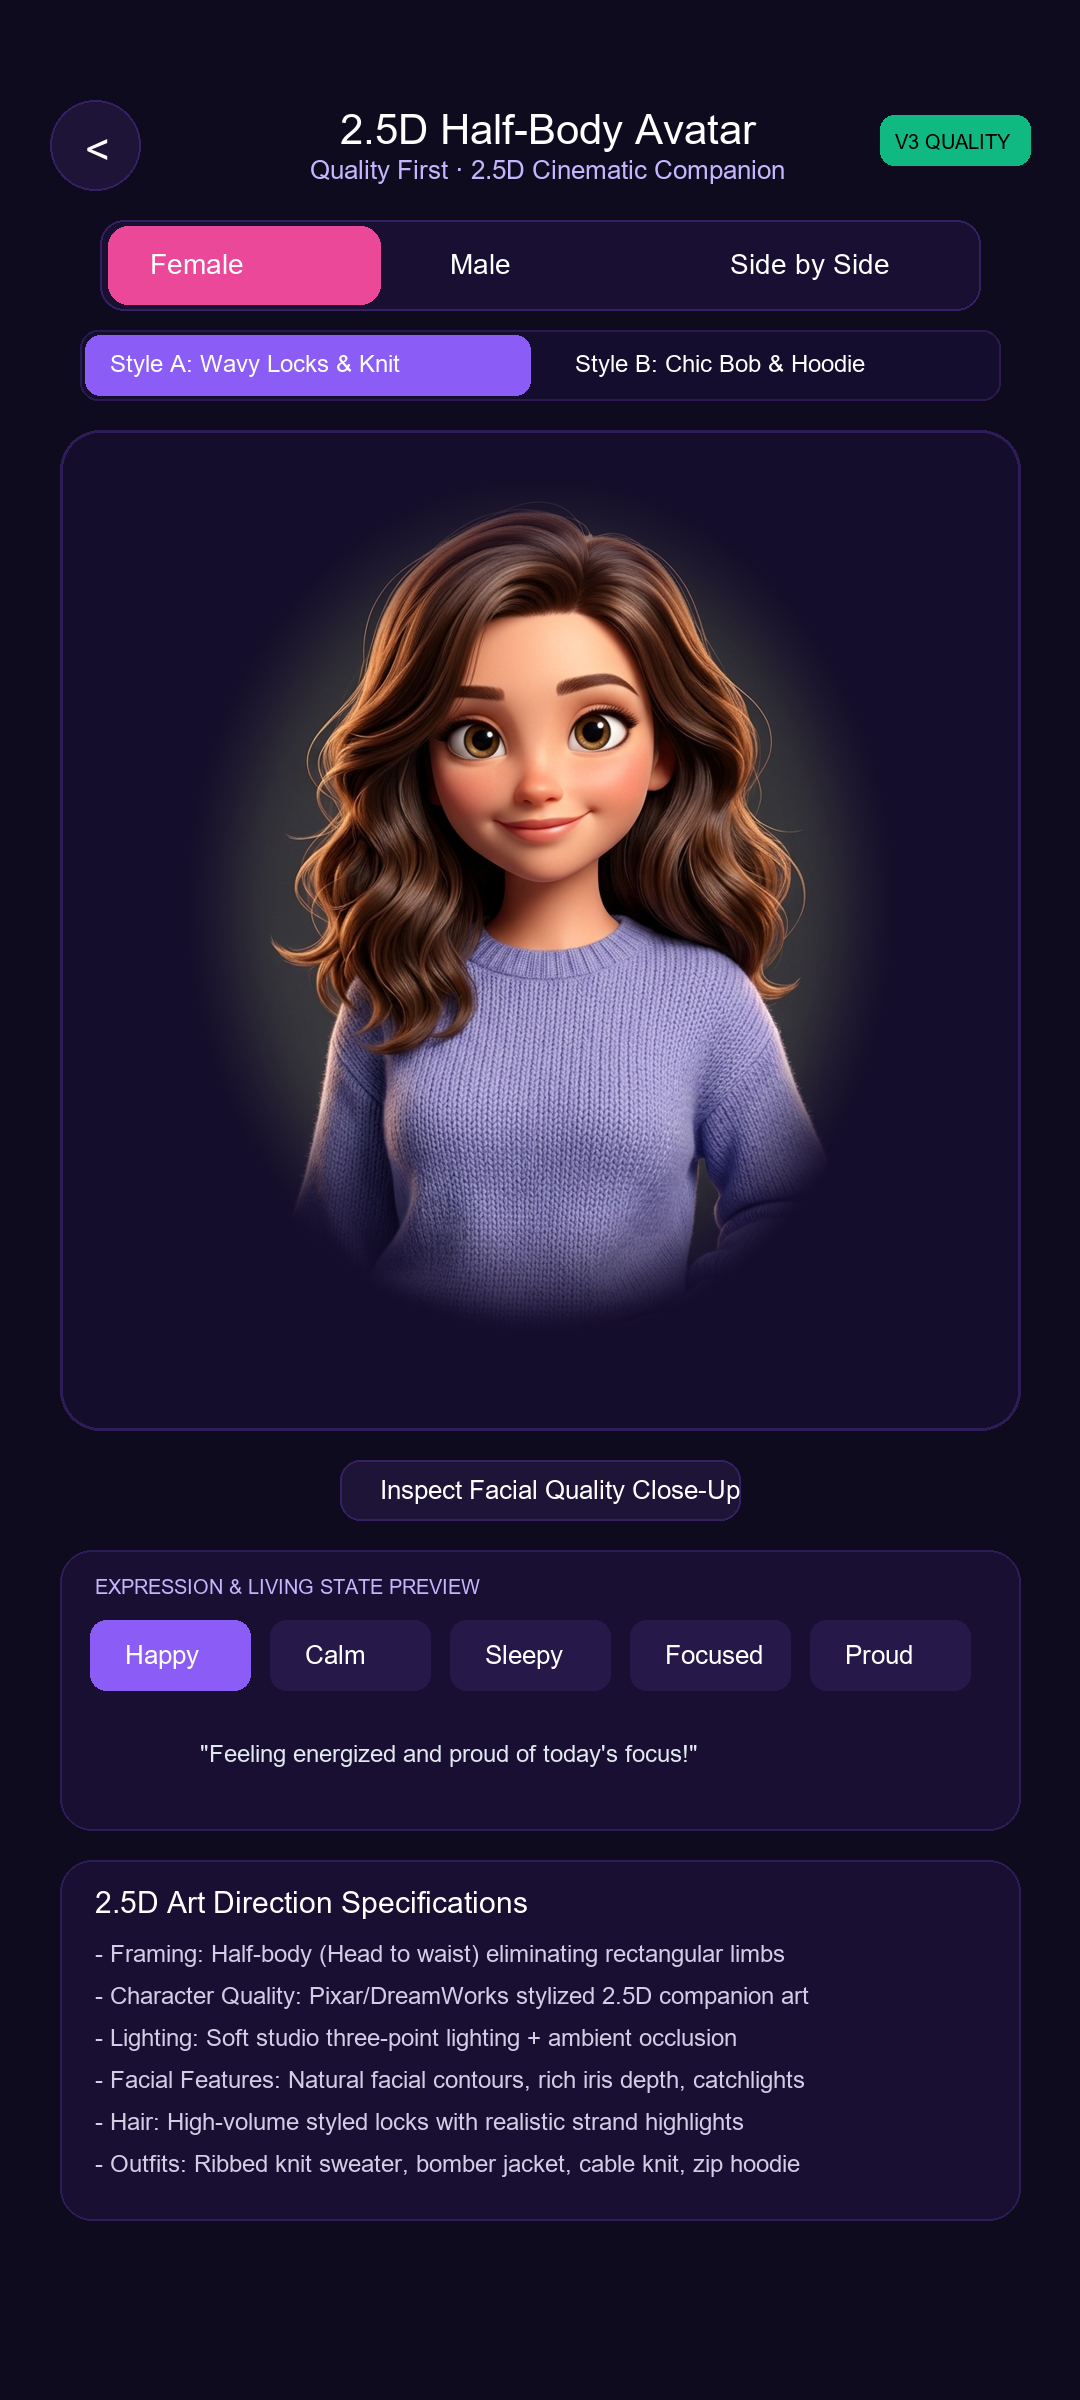 <
2.5D Half-Body Avatar
Quality First · 2.5D Cinematic Companion
V3 QUALITY
Female
Male
Side by Side
Style A: Wavy Locks & Knit
Style B: Chic Bob & Hoodie
Inspect Facial Quality Close-Up
EXPRESSION & LIVING STATE PREVIEW
Happy
Calm
Sleepy
Focused
Proud
"Feeling energized and proud of today's focus!"
2.5D Art Direction Specifications
- Framing: Half-body (Head to waist) eliminating rectangular limbs
- Character Quality: Pixar/DreamWorks stylized 2.5D companion art
- Lighting: Soft studio three-point lighting + ambient occlusion
- Facial Features: Natural facial contours, rich iris depth, catchlights
- Hair: High-volume styled locks with realistic strand highlights
- Outfits: Ribbed knit sweater, bomber jacket, cable knit, zip hoodie